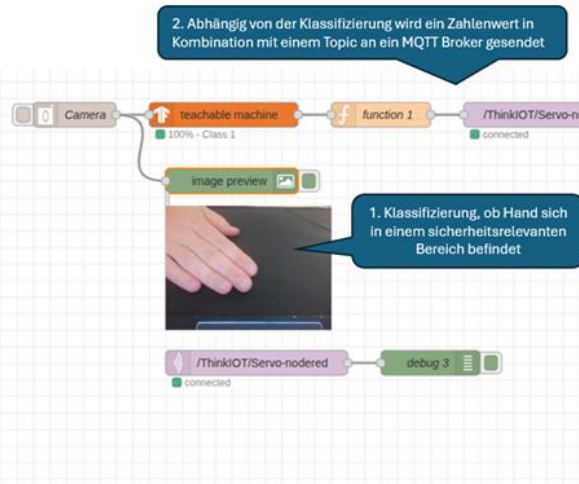 2. Abhängig von der Klassifizierung wird ein Zahlenwert in
Kombination mit einem Topic an ein MQTT Broker gesendet
Camera
teachable machine
function 1
/ThinkIOT/Servo-n
100% - Class 1
connected
image preview
1. Klassifizierung, ob Hand sich
in einem sicherheitsrelevanten
Bereich befindet
/ThinkIOT/Servo-nodered
debug 3
connected